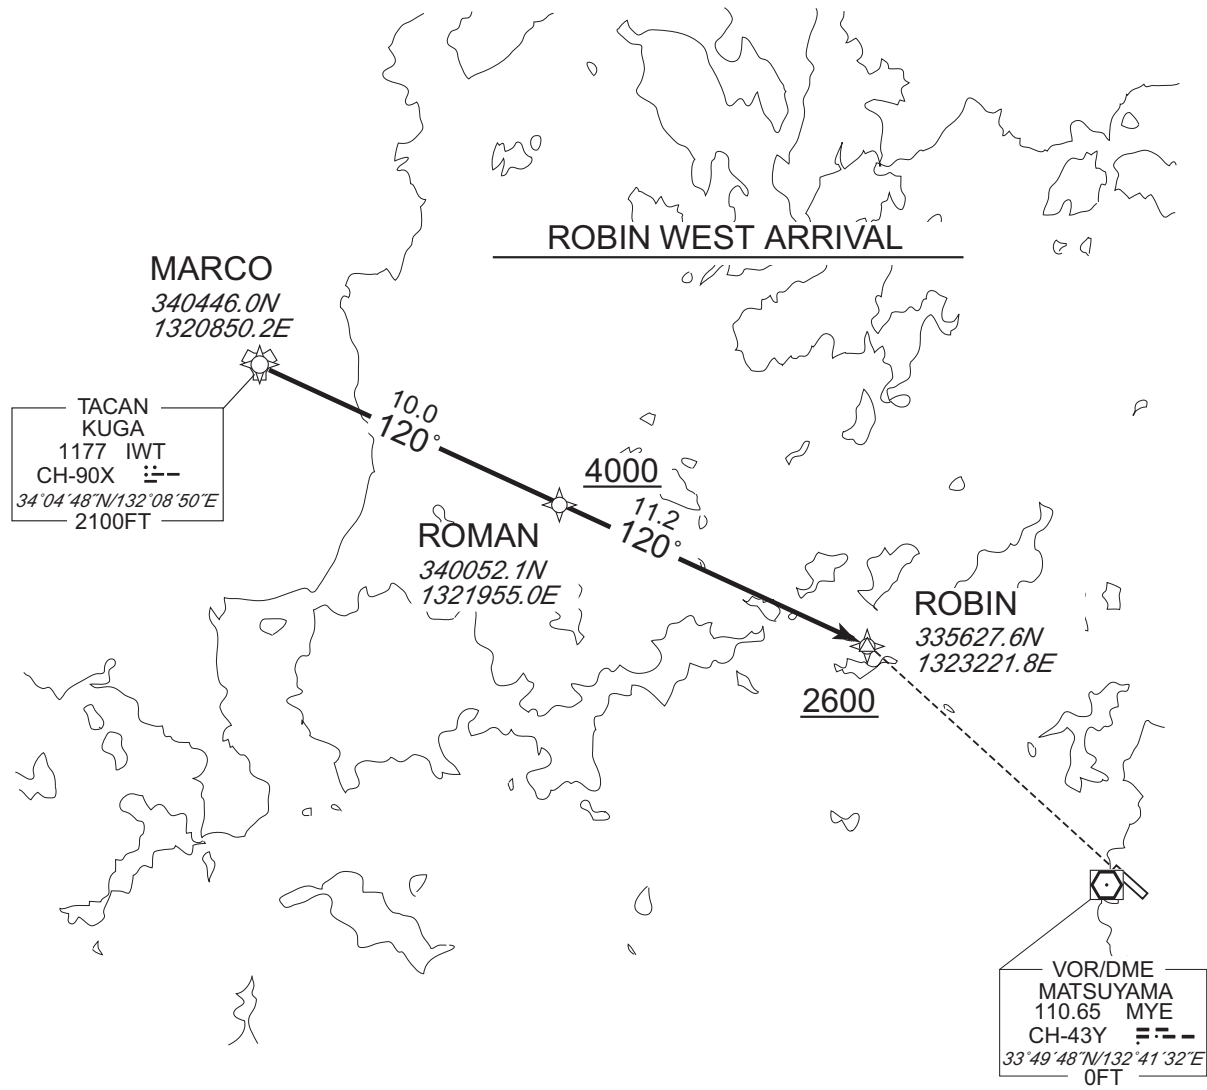 ROBIN WEST ARRIVAL
MARCO
340446.0N
1320850.2E
TACAN
KUGA
1177 IWT
CH-90X
34°04´48˝N/132°08´50˝E
2100FT
10.0
120°
4000
11.2
120°
ROMAN
340052.1N
1321955.0E
ROBIN
335627.6N
1323221.8E
2600
VOR/DME
MATSUYAMA
110.65 MYE
CH-43Y
33°49´48˝N/132°41´32˝E
0FT